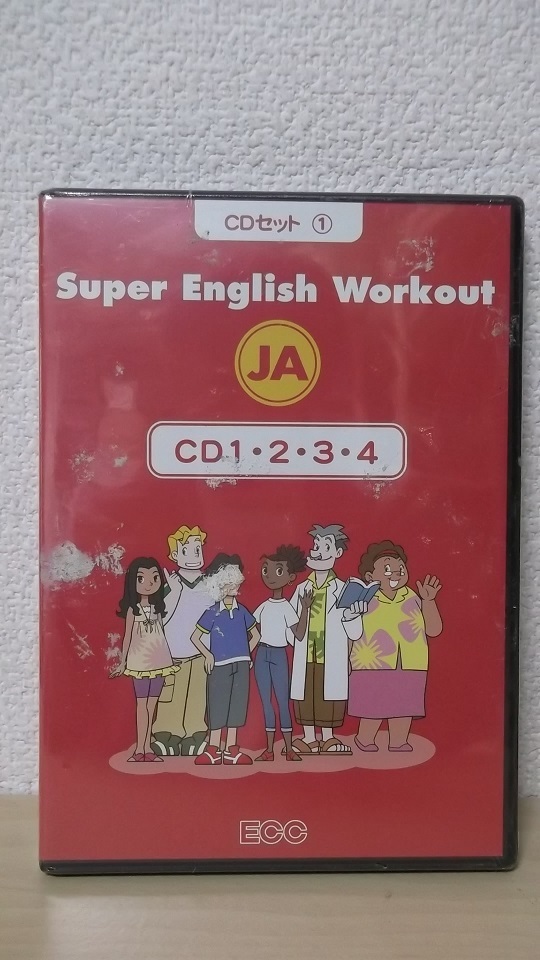 CDセット ①
Super English Workout
JA
CD1・2・3・4
ECC